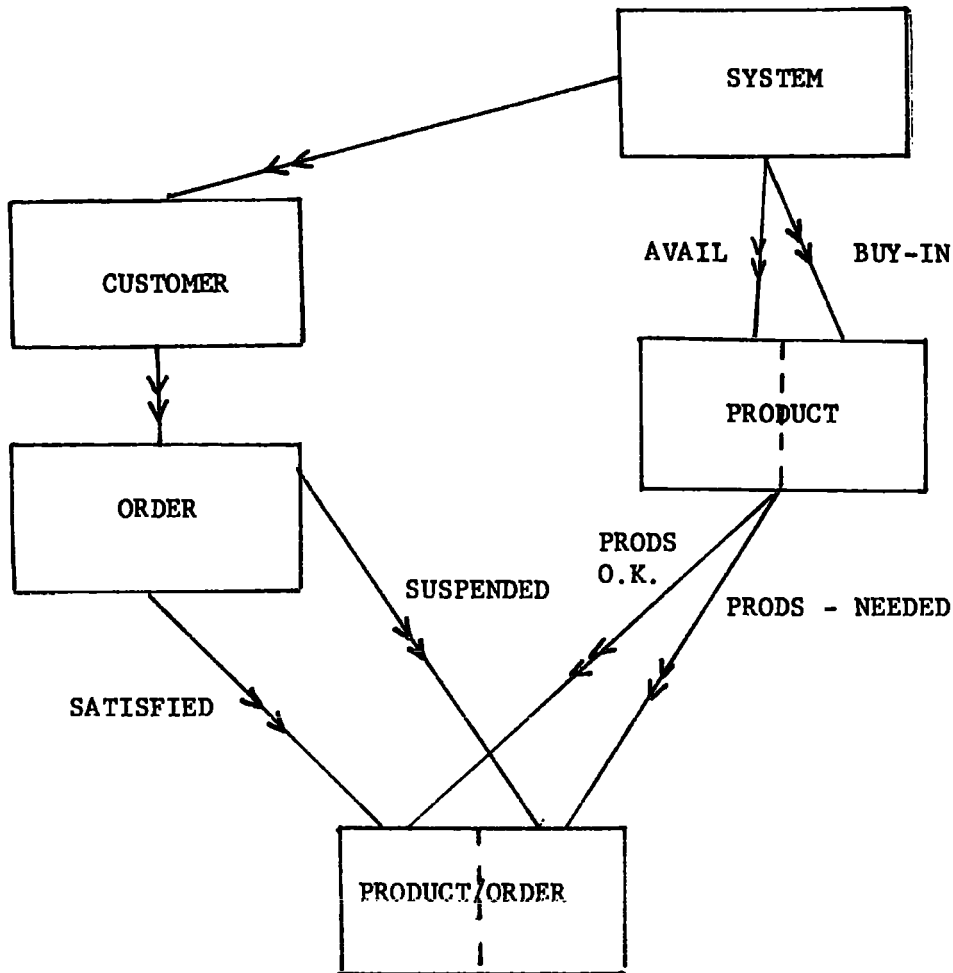 SYSTEM
AVAIL
BUY-IN
CUSTOMER
PRODUCT
ORDER
PRODS
O.K.
SUSPENDED
PRODS - NEEDED
SATISFIED
PRODUCT/ORDER